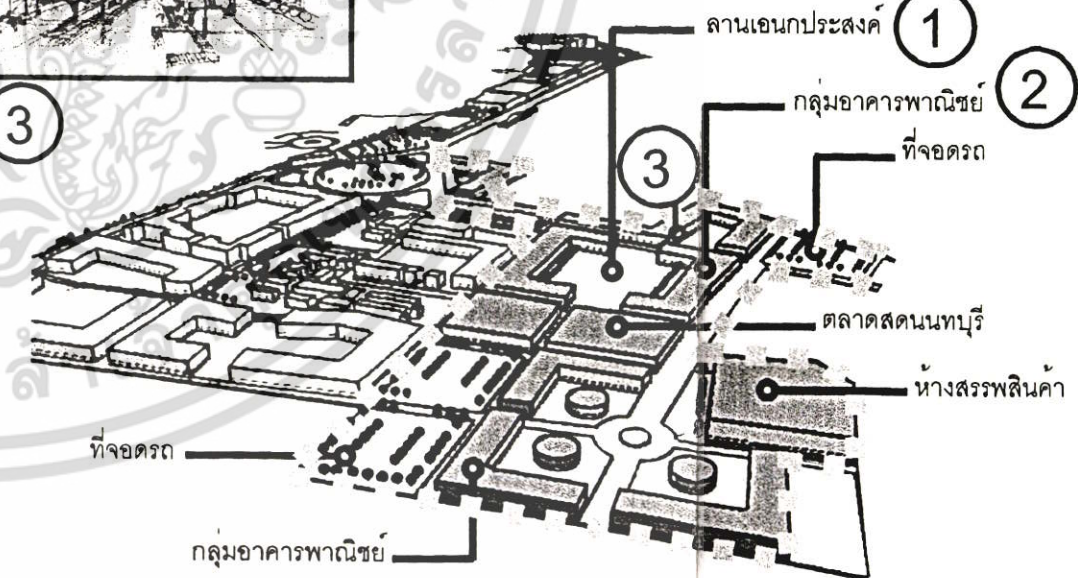 ลานเอนกประสงค์ 1
กลุ่มอาคารพาณิชย์ 2
3
ที่จอดรถ
3
ตลาดสดนนทบุรี
ห้างสรรพสินค้า
ที่จอดรถ
กลุ่มอาคารพาณิชย์